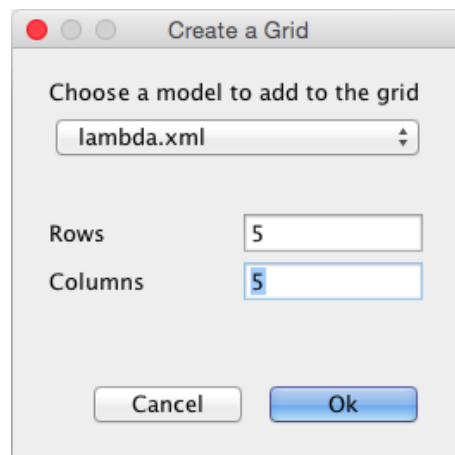 Create a Grid
Choose a model to add to the grid
lambda.xml
Rows 5
Columns 5
Cancel Ok